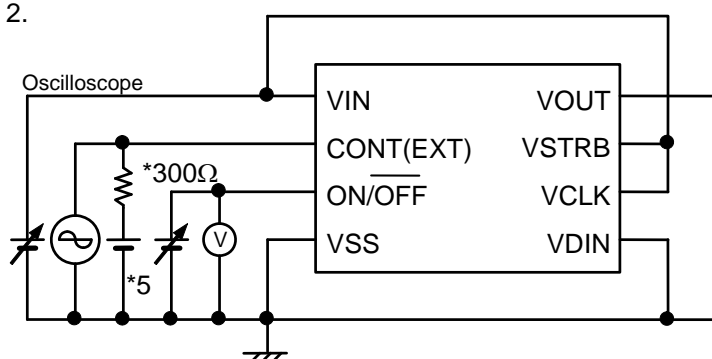 2.
Oscilloscope
VIN
VOUT
CONT(EXT)
VSTRB
*300Ω
ON/OFF
VCLK
V
VSS
VDIN
*5